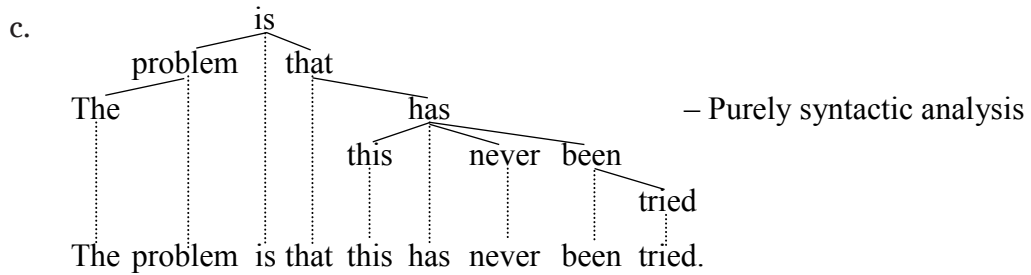 is
c.
problem that
The has – Purely syntactic analysis
this never been
tried
The problem is that this has never been tried.